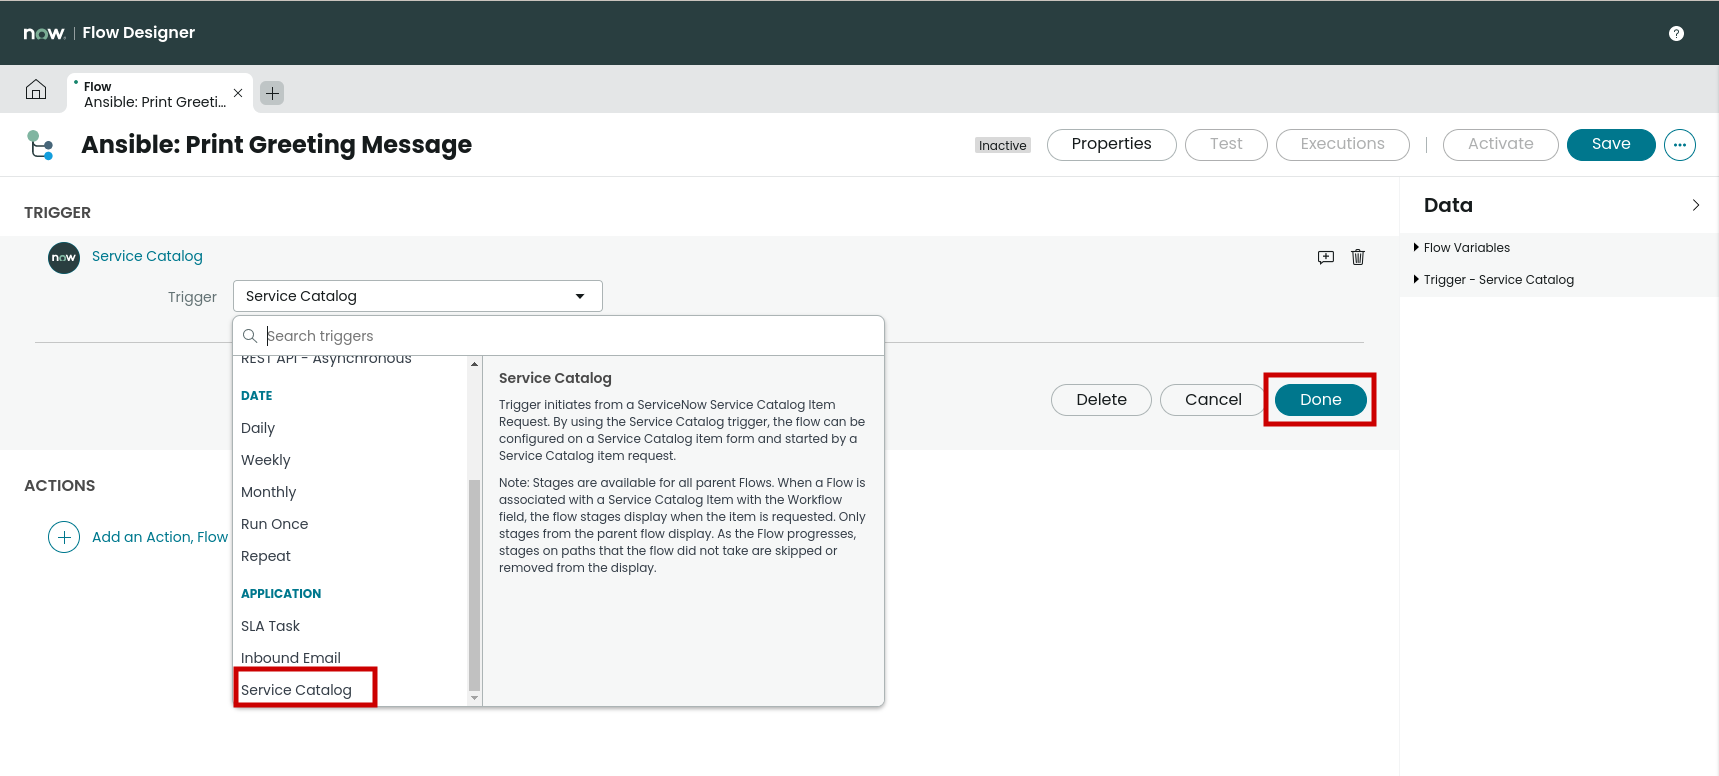 now. | Flow Designer
?
Flow
Ansible: Print Greeti...
Ansible: Print Greeting Message
Inactive
Properties
Test
Executions
Activate
Save
TRIGGER
now
Service Catalog
Trigger
Service Catalog
Search triggers
REST API - Asynchronous
DATE
Daily
Weekly
Monthly
Run Once
Repeat
APPLICATION
SLA Task
Inbound Email
Service Catalog
Service Catalog
Trigger initiates from a ServiceNow Service Catalog Item
Request. By using the Service Catalog trigger, the flow can be
configured on a Service Catalog item form and started by a
Service Catalog item request.
Note: Stages are available for all parent Flows. When a Flow is
associated with a Service Catalog Item with the Workflow
field, the flow stages display when the item is requested. Only
stages from the parent flow display. As the Flow progresses,
stages on paths that the flow did not take are skipped or
removed from the display.
Delete
Cancel
Done
ACTIONS
Add an Action, Flow
Data
Flow Variables
Trigger - Service Catalog